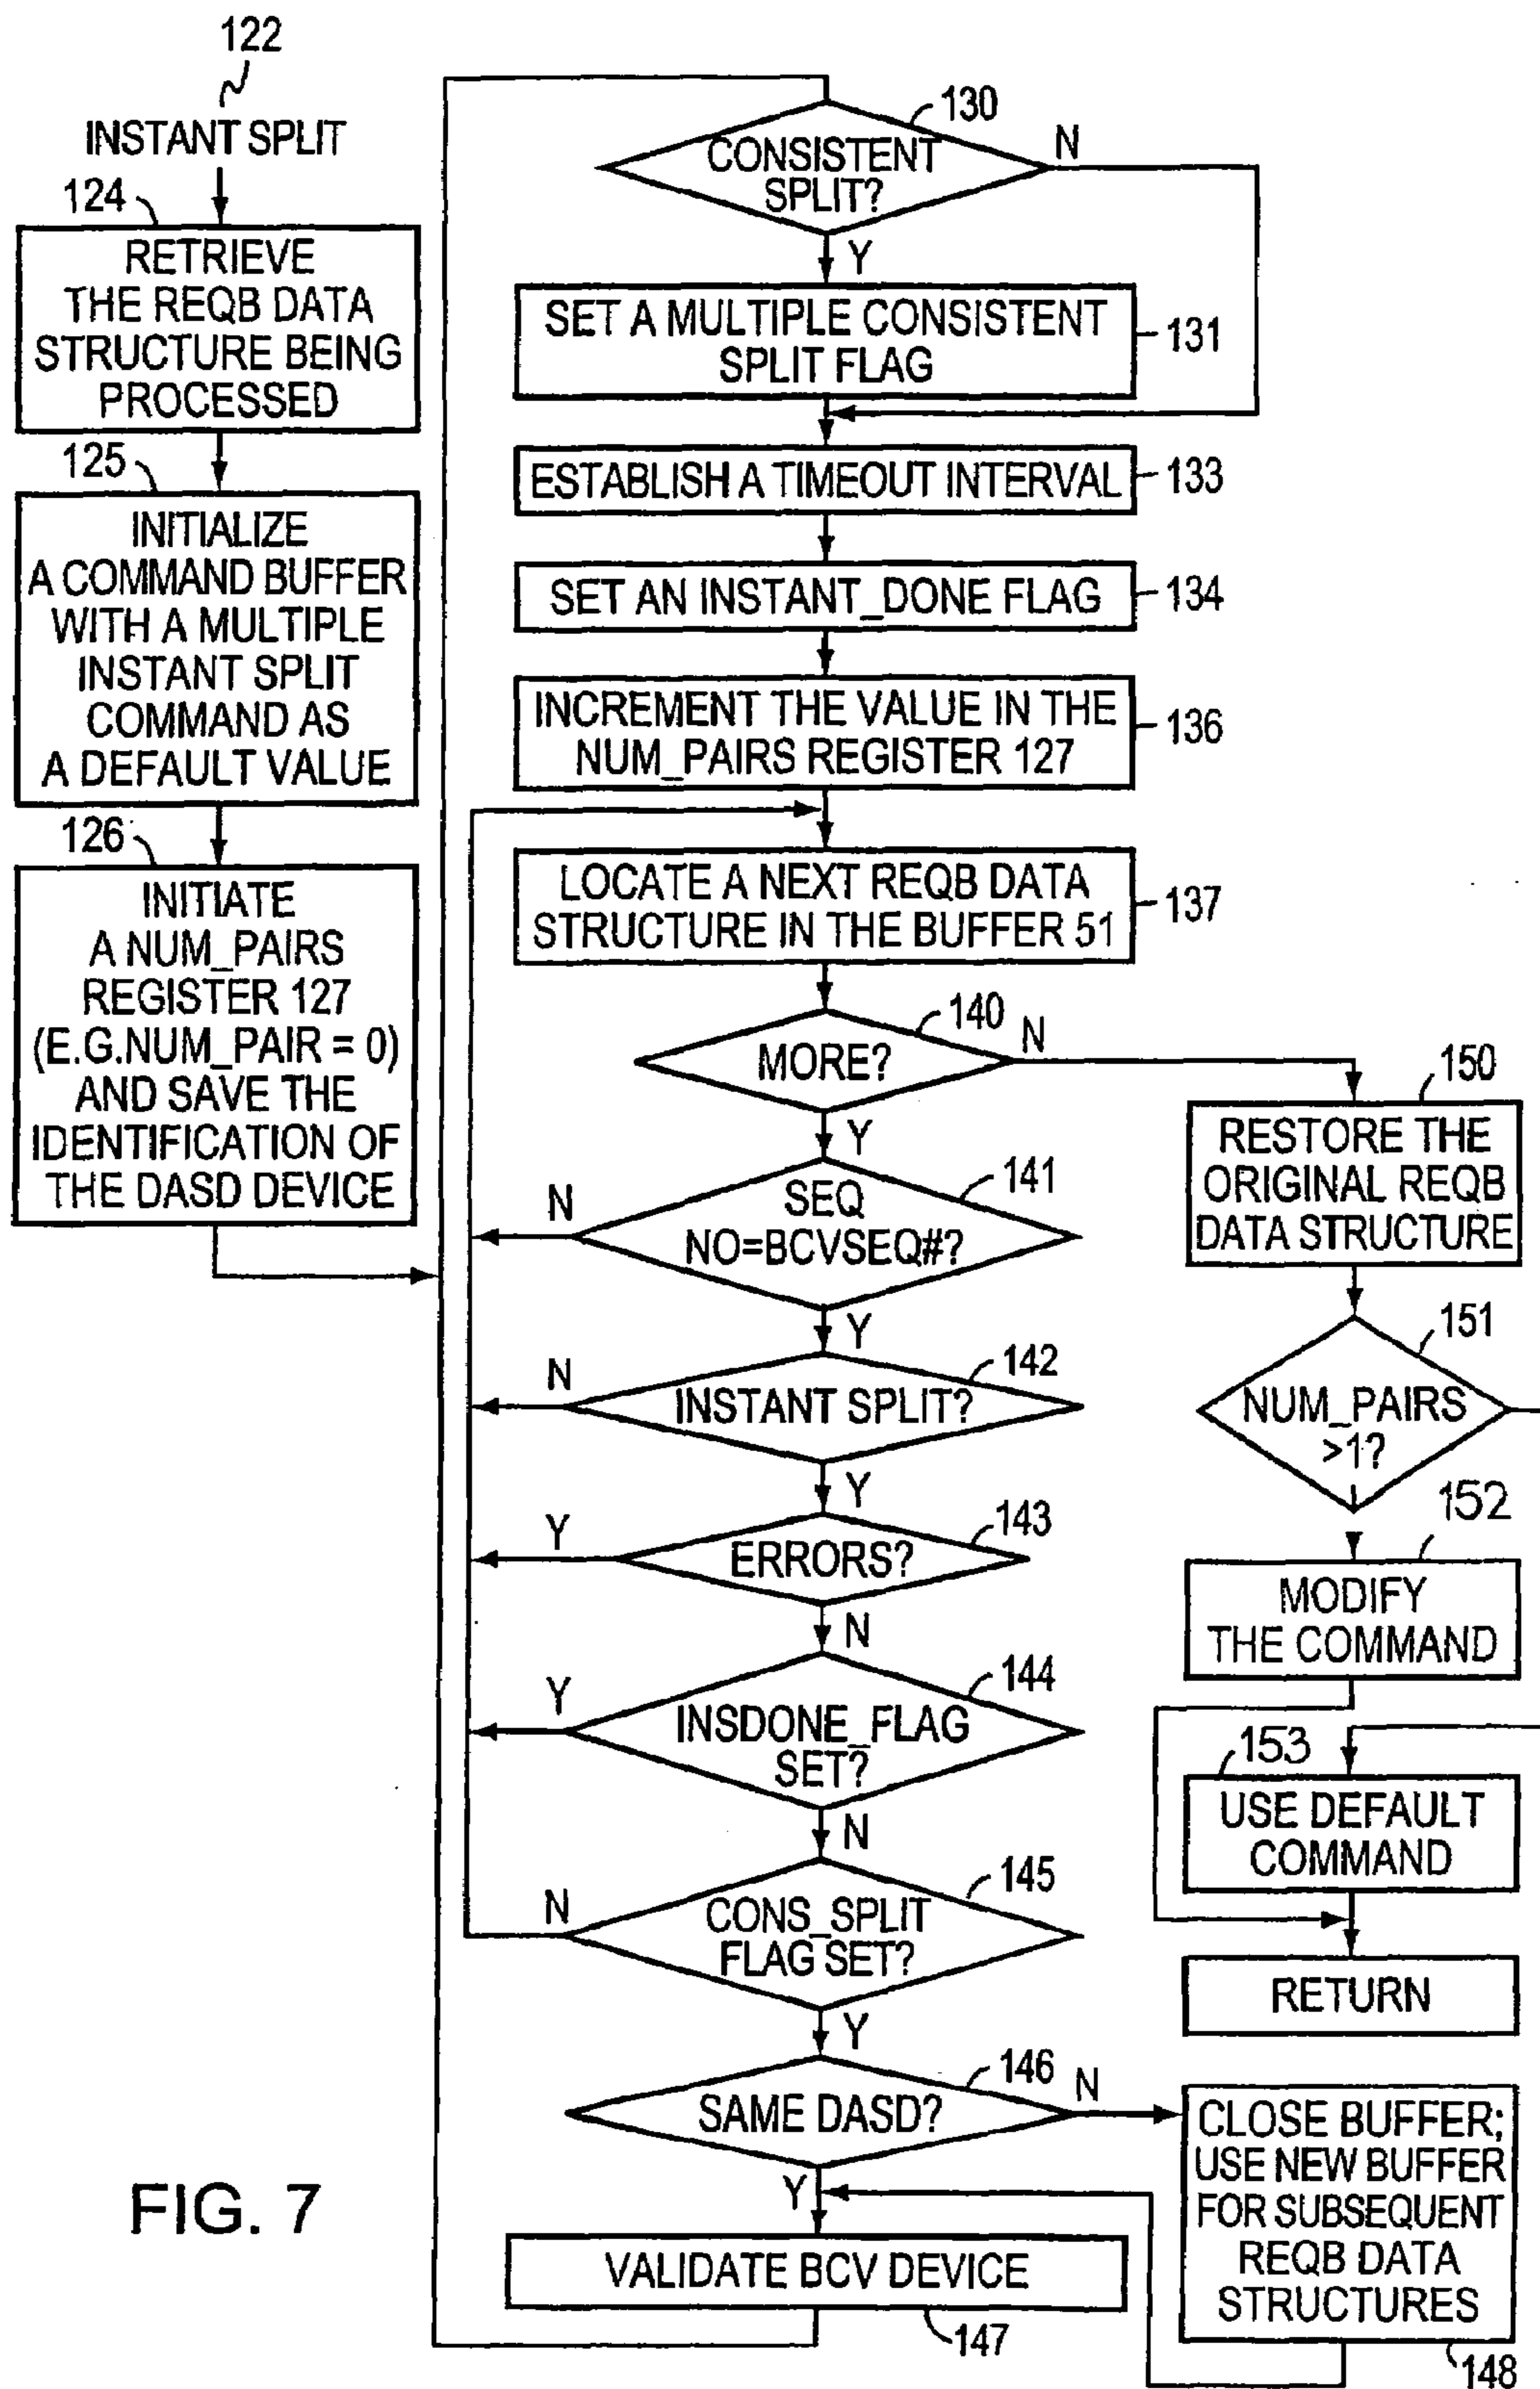 122
INSTANT SPLIT
124
RETRIEVE
THE REQB DATA
STRUCTURE BEING
PROCESSED
125
INITIALIZE
A COMMAND BUFFER
WITH A MULTIPLE
INSTANT SPLIT
COMMAND AS
A DEFAULT VALUE
126
INITIATE
A NUM_PAIRS
REGISTER 127
(E.G.NUM_PAIR = 0)
AND SAVE THE
IDENTIFICATION OF
THE DASD DEVICE
130
CONSISTENT
SPLIT?
N
Y
SET A MULTIPLE CONSISTENT
SPLIT FLAG
131
ESTABLISH A TIMEOUT INTERVAL
133
SET AN INSTANT_DONE FLAG
134
INCREMENT THE VALUE IN THE
NUM_PAIRS REGISTER 127
136
LOCATE A NEXT REQB DATA
STRUCTURE IN THE BUFFER 51
137
140
MORE?
N
Y
141
SEQ
NO=BCVSEQ#?
N
Y
142
INSTANT SPLIT?
N
Y
143
ERRORS?
Y
N
144
INSDONE_FLAG
SET?
Y
N
145
CONS_SPLIT
FLAG SET?
N
Y
146
SAME DASD?
N
Y
VALIDATE BCV DEVICE
147
CLOSE BUFFER;
USE NEW BUFFER
FOR SUBSEQUENT
REQB DATA
STRUCTURES
148
150
RESTORE THE
ORIGINAL REQB
DATA STRUCTURE
151
NUM_PAIRS
>1?
152
MODIFY
THE COMMAND
153
USE DEFAULT
COMMAND
RETURN
FIG. 7